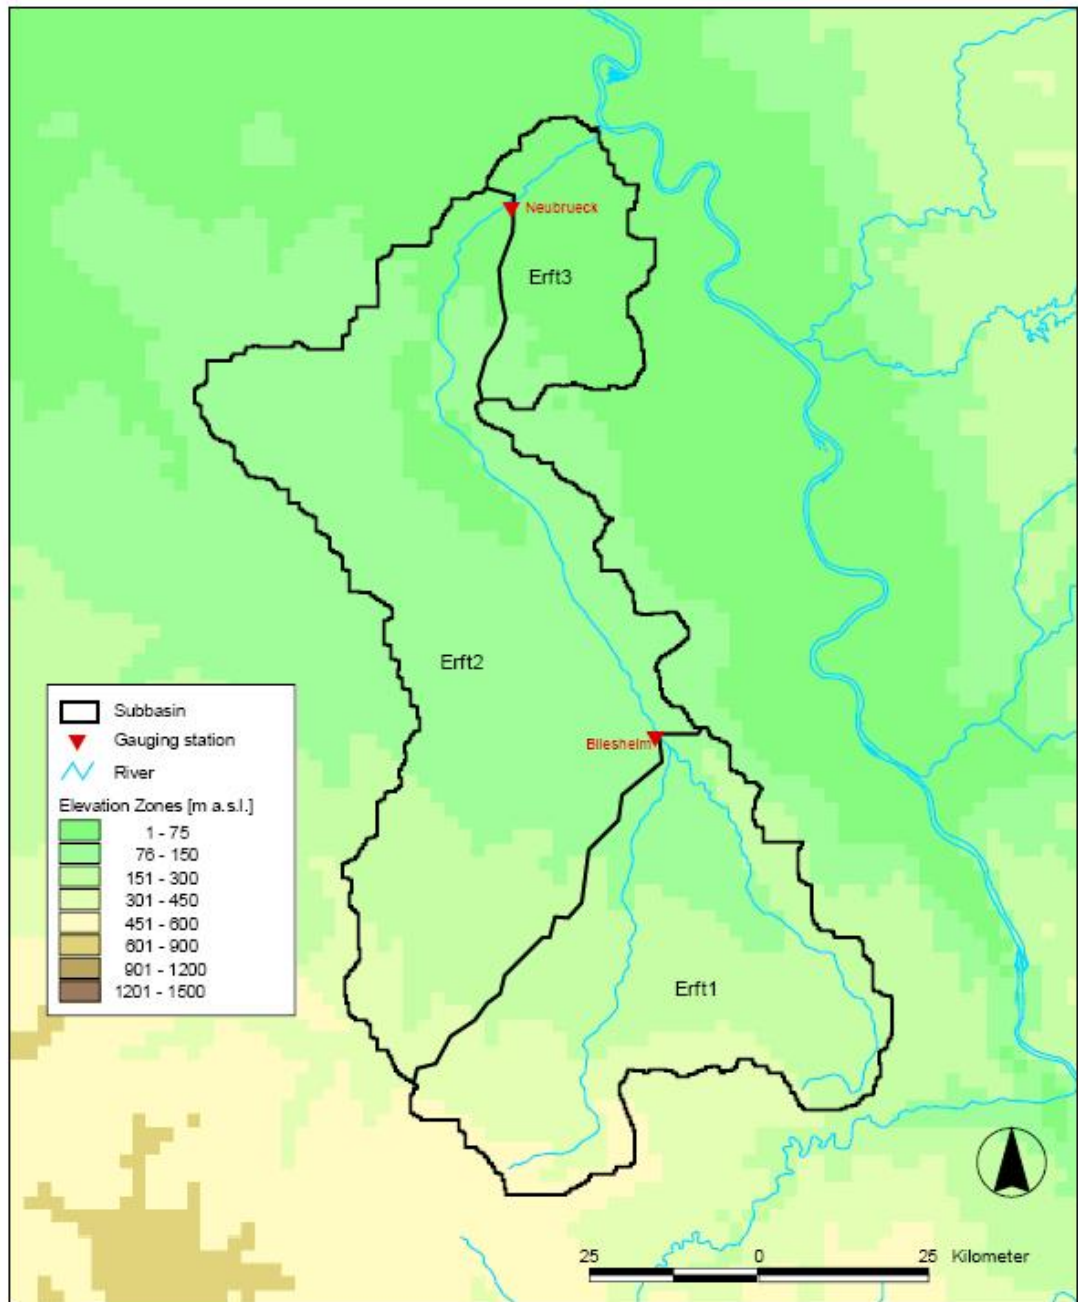 Neubrueck
Erft3
Erft2
Bliesheim
Erft1
Subbasin
Gauging station
River
Elevation Zones [m a.s.l.]
1 - 75
76 - 150
151 - 300
301 - 450
451 - 600
601 - 900
901 - 1200
1201 - 1500
25 0 25 Kilometer